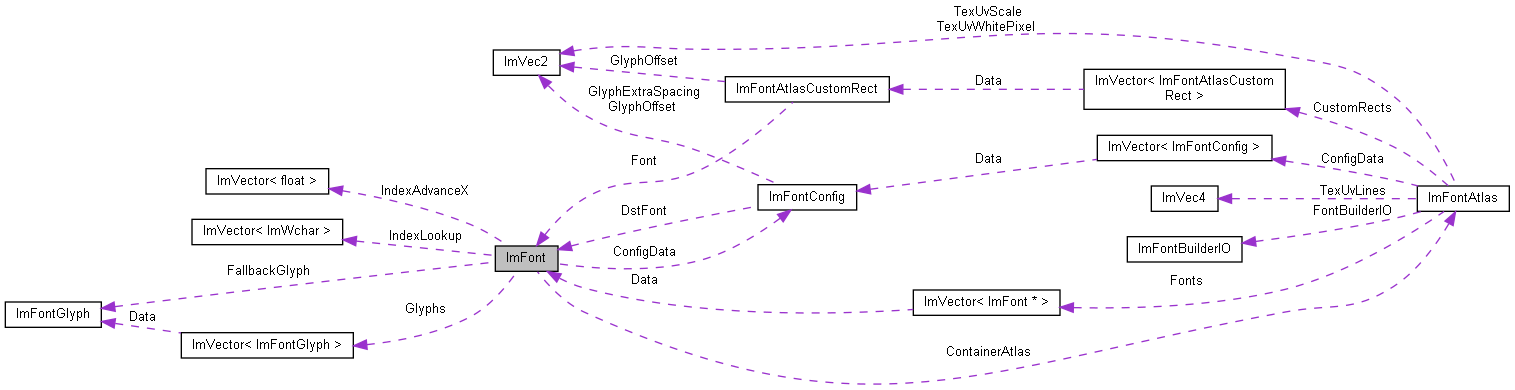 TexUvScale
TexUvWhitePixel
ImVec2
GlyphOffset
ImFontAtlasCustomRect
Data
ImVector< ImFontAtlasCustom
Rect >
GlyphExtraSpacing
GlyphOffset
CustomRects
Font
ImVector< ImFontConfig >
ConfigData
Data
ImVector< float >
IndexAdvanceX
ImFontConfig
ImVec4
TexUvLines
ImFontAtlas
DstFont
FontBuilderIO
ImVector< ImWchar >
IndexLookup
ImFont
ConfigData
ImFontBuilderIO
FallbackGlyph
Data
Fonts
ImVector< ImFont * >
ImFontGlyph
Data
Glyphs
ImVector< ImFontGlyph >
ContainerAtlas